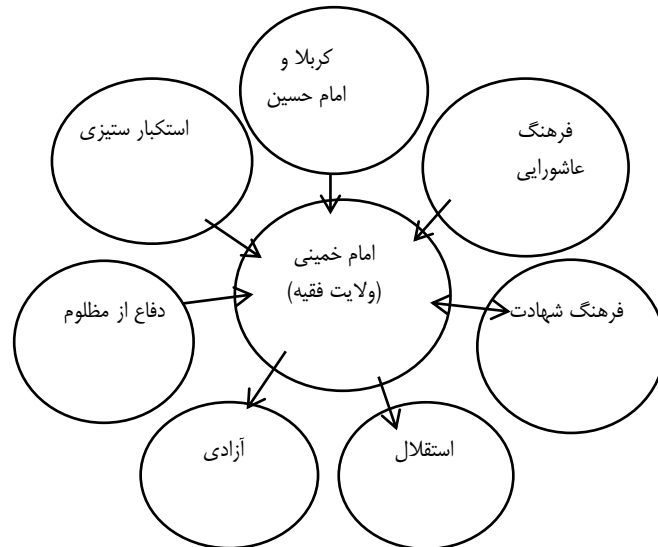 کربلا و
امام حسین
استکبار ستیزی
فرهنگ
عاشورایی
امام خمینی
(ولایت فقیه)
دفاع از مظلوم
فرهنگ شهادت
آزادی
استقلال